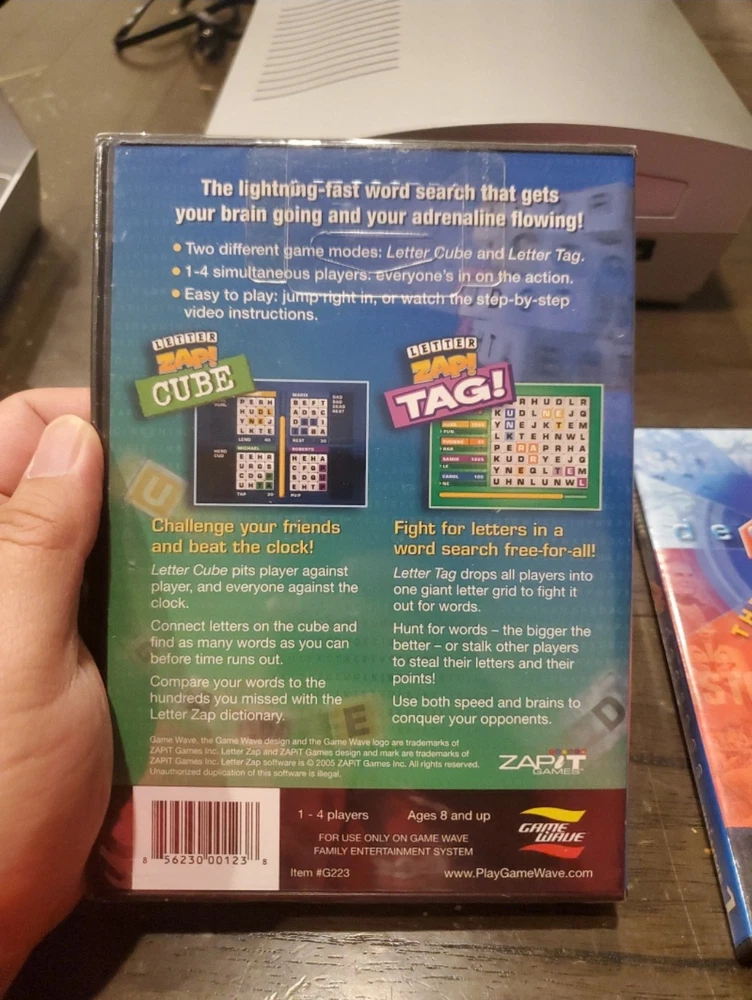 The lightning-fast word search that gets
your brain going and your adrenaline flowing!
• Two different game modes: Letter Cube and Letter Tag.
• 1-4 simultaneous players: everyone's in on the action.
• Easy to play: jump right in, or watch the step-by-step
video instructions.
LETTER
ZAP!
CUBE
LETTER
ZAP!
TAG!
Challenge your friends
and beat the clock!
Letter Cube pits player against
player, and everyone against the
clock.
Connect letters on the cube and
find as many words as you can
before time runs out.
Compare your words to the
hundreds you missed with the
Letter Zap dictionary.
Fight for letters in a
word search free-for-all!
Letter Tag drops all players into
one giant letter grid to fight it
out for words.
Hunt for words – the bigger the
better – or stalk other players
to steal their letters and their
points!
Use both speed and brains to
conquer your opponents.
Game Wave, the Game Wave design and the Game Wave logo are trademarks of
ZAPiT Games Inc. Letter Zap and ZAPiT Games design and mark are trademarks of
ZAPiT Games Inc. Letter Zap software is © 2005 ZAPiT Games Inc. All rights reserved.
Unauthorized duplication of this software is illegal.
ZAPiT
GAMES
8 56230 00123 8
1 - 4 players
Ages 8 and up
FOR USE ONLY ON GAME WAVE
FAMILY ENTERTAINMENT SYSTEM
Item #G223
GAME
WAVE
www.PlayGameWave.com